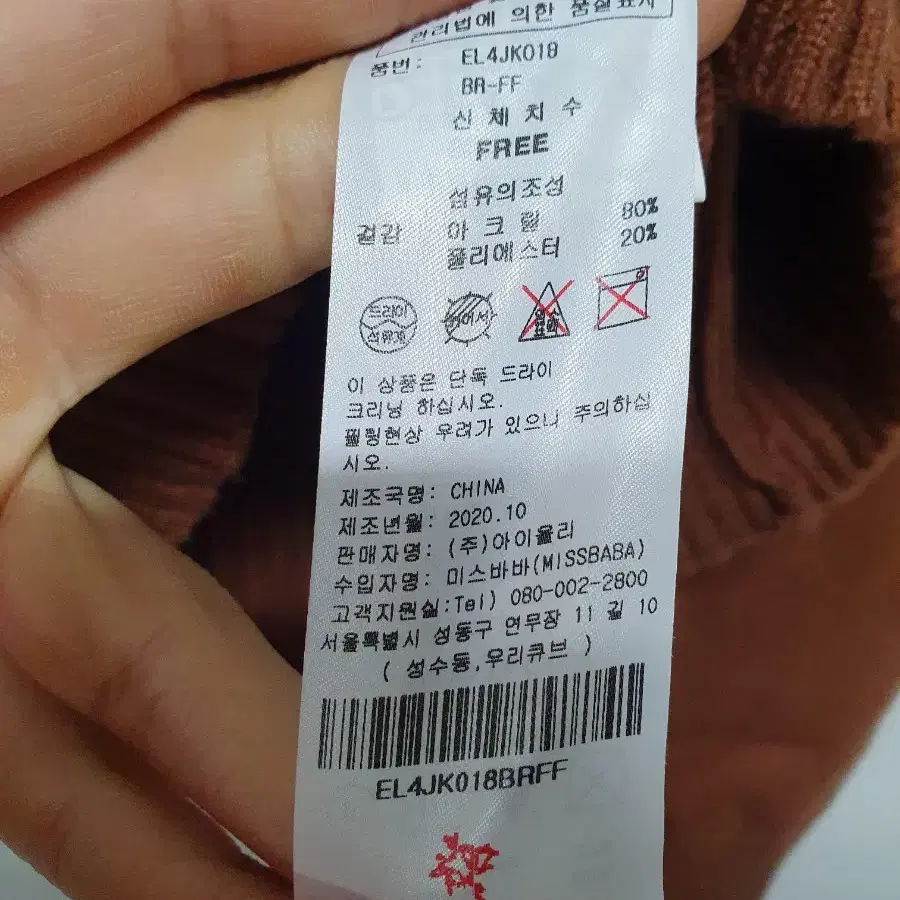 관리법에 의한 품질표시
품번: EL4JK018
BR-FF
신 체 치 수
FREE
섬유의조성
겉감 아 크 릴 80%
폴리에스터 20%
드라이
석유계
이 상품은 단독 드라이
크리닝 하십시오.
필링현상 우려가 있으니 주의하십
시오.
제조국명: CHINA
제조년월: 2020.10
판매자명: (주)아이올리
수입자명: 미스바바(MISSBABA)
고객지원실:Tel) 080-002-2800
서울특별시 성동구 연무장 11 길 10
( 성수동,우리큐브 )
EL4JK018BRFF